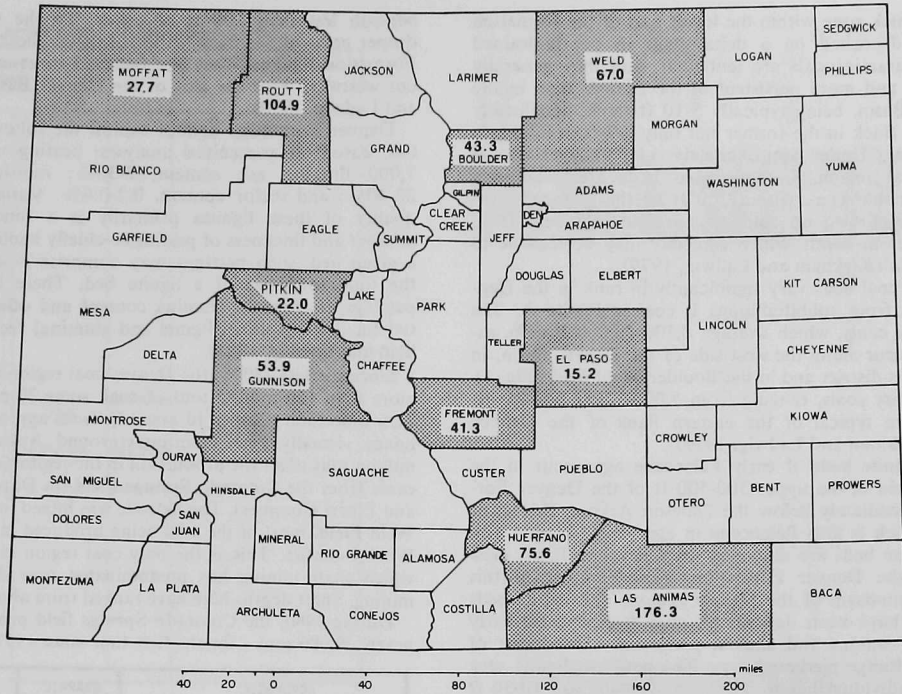 SEDGWICK
LOGAN
PHILLIPS
MOFFAT
27.7
ROUTT
104.9
JACKSON
LARIMER
WELD
67.0
MORGAN
GRAND
43.3
BOULDER
RIO BLANCO
YUMA
WASHINGTON
GILPIN
ADAMS
CLEAR
CREEK
DEN
ARAPAHOE
EAGLE
SUMMIT
JEFF
GARFIELD
DOUGLAS
ELBERT
KIT CARSON
PITKIN
22.0
LAKE
PARK
MESA
LINCOLN
TELLER
CHEYENNE
DELTA
53.9
GUNNISON
CHAFFEE
EL PASO
15.2
FREMONT
41.3
KIOWA
MONTROSE
CROWLEY
OURAY
SAGUACHE
CUSTER
PUEBLO
SAN MIGUEL
HINSDALE
OTERO
BENT
PROWERS
DOLORES
SAN
JUAN
MINERAL
RIO GRANDE
ALAMOSA
HUERFANO
75.6
MONTEZUMA
LA PLATA
COSTILLA
LAS ANIMAS
176.3
BACA
ARCHULETA
CONEJOS
40 20 0 40 80 120 160 200 miles